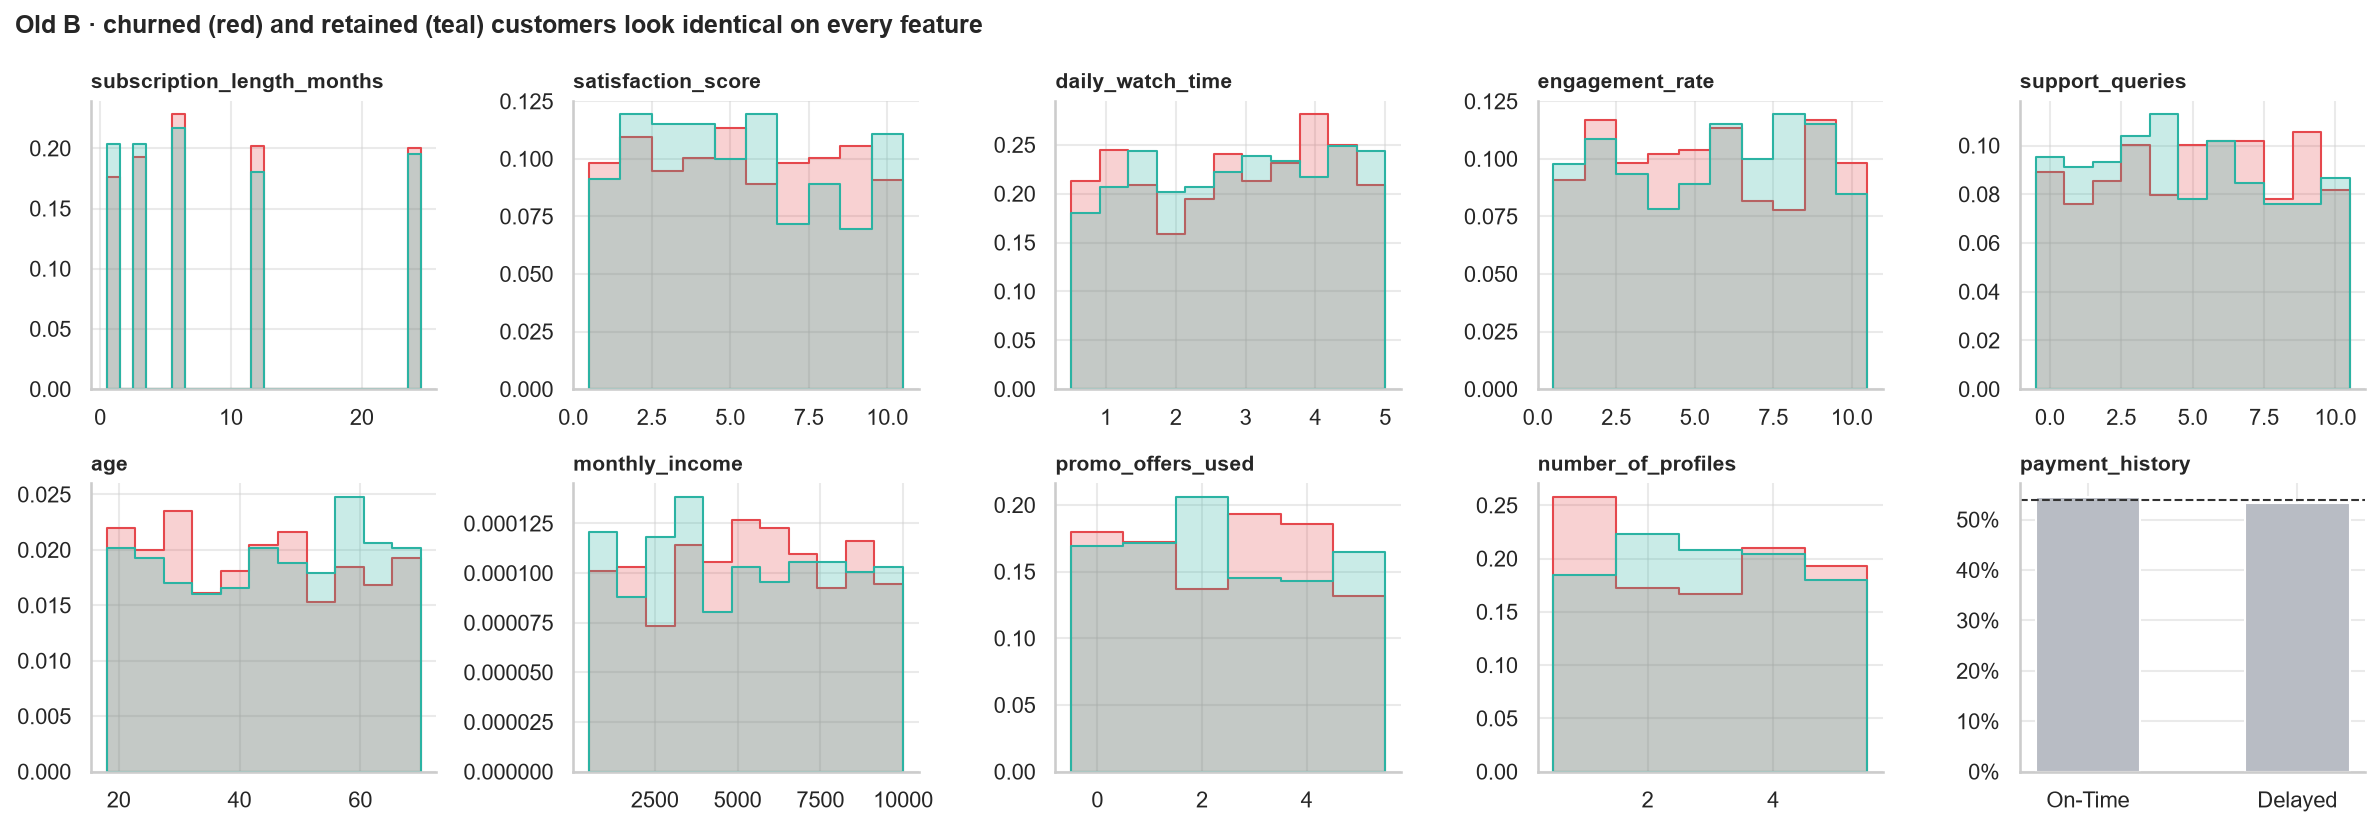 Old B · churned (red) and retained (teal) customers look identical on every feature
subscription_length_months
0.20
0.15
0.10
0.05
0.00
0 10 20
satisfaction_score
0.125
0.100
0.075
0.050
0.025
0.000
0.0 2.5 5.0 7.5 10.0
daily_watch_time
0.25
0.20
0.15
0.10
0.05
0.00
1 2 3 4 5
engagement_rate
0.125
0.100
0.075
0.050
0.025
0.000
0.0 2.5 5.0 7.5 10.0
support_queries
0.10
0.08
0.06
0.04
0.02
0.00
0.0 2.5 5.0 7.5 10.0
age
0.025
0.020
0.015
0.010
0.005
0.000
20 40 60
monthly_income
0.000125
0.000100
0.000075
0.000050
0.000025
0.000000
2500 5000 7500 10000
promo_offers_used
0.20
0.15
0.10
0.05
0.00
0 2 4
number_of_profiles
0.25
0.20
0.15
0.10
0.05
0.00
2 4
payment_history
50%
40%
30%
20%
10%
0%
On-Time Delayed